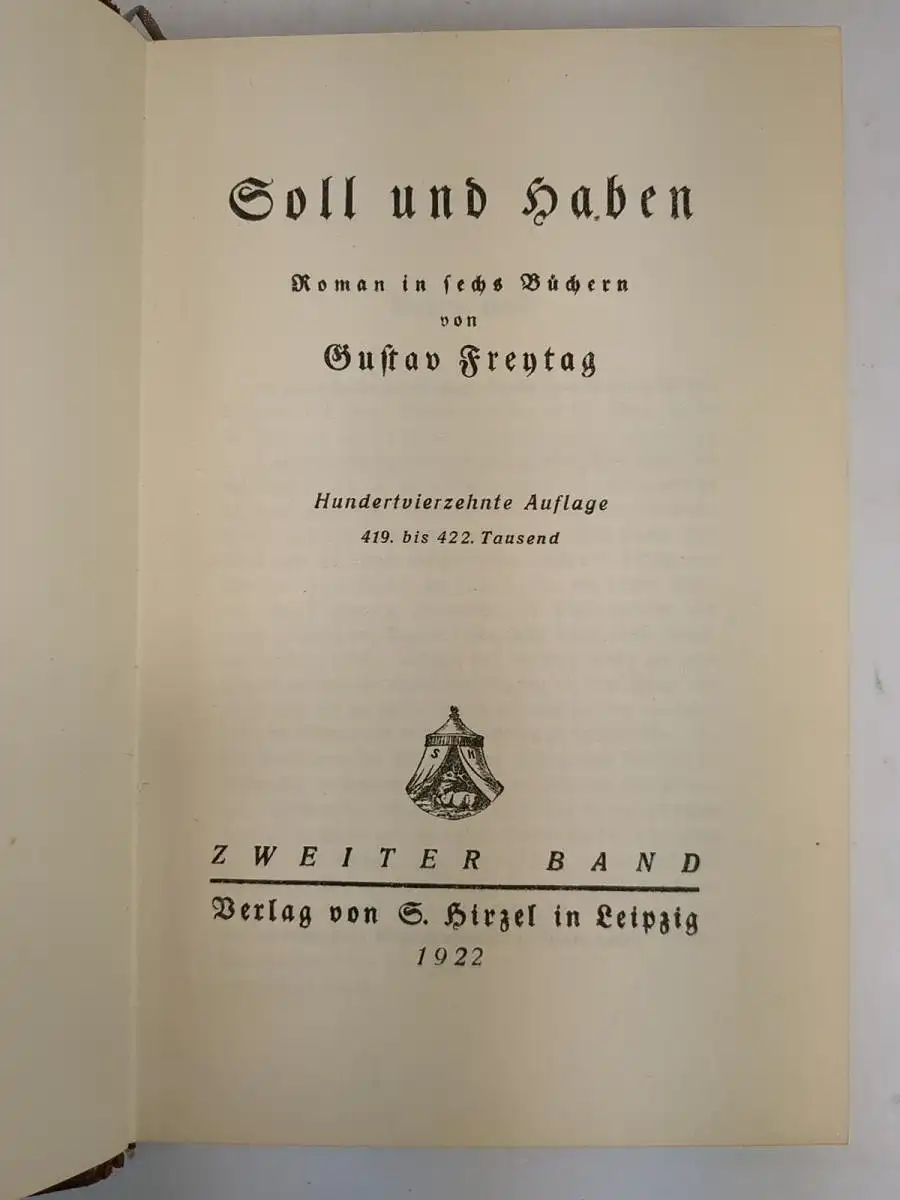 Soll und Haben
Roman in ſechs Büchern
von
Guſtav Freytag
Hundertvierzehnte Auflage
419. bis 422. Tausend
S H
ZWEITER BAND
Verlag von S. Hirzel in Leipzig
1922